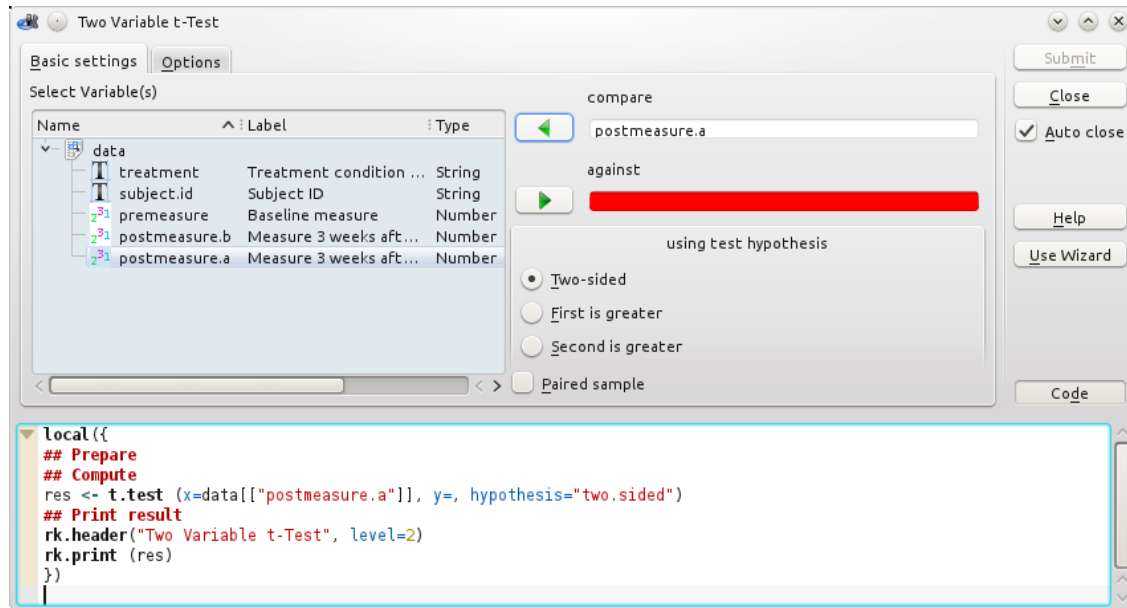 Two Variable t-Test
Basic settings
Options
Select Variable(s)
Name Label Type
data
treatment Treatment condition ... String
subject.id Subject ID String
premeasure Baseline measure Number
postmeasure.b Measure 3 weeks aft... Number
postmeasure.a Measure 3 weeks aft... Number
compare
postmeasure.a
against
using test hypothesis
Two-sided
First is greater
Second is greater
Paired sample
Submit
Close
Auto close
Help
Use Wizard
Code
local({
## Prepare
## Compute
res <- t.test (x=data[["postmeasure.a"]], y=, hypothesis="two.sided")
## Print result
rk.header("Two Variable t-Test", level=2)
rk.print (res)
})